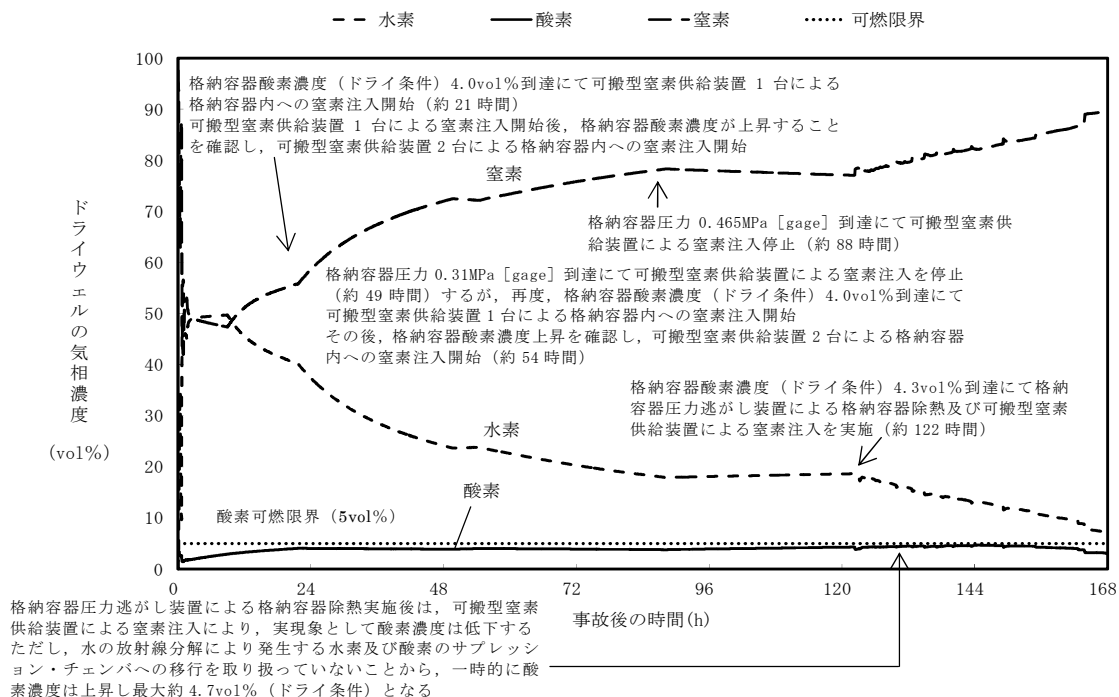 水素
酸素
窒素
可燃限界
100
90
80
70
60
50
40
30
20
10
0
ドライウェルの気相濃度
(vol%)
格納容器酸素濃度（ドライ条件）4.0vol%到達にて可搬型窒素供給装置 1 台による
格納容器内への窒素注入開始（約 21 時間）
可搬型窒素供給装置 1 台による窒素注入開始後，格納容器酸素濃度が上昇すること
を確認し，可搬型窒素供給装置 2 台による格納容器内への窒素注入開始
窒素
格納容器圧力 0.465MPa［gage］到達にて可搬型窒素供
給装置による窒素注入停止（約 88 時間）
格納容器圧力 0.31MPa［gage］到達にて可搬型窒素供給装置による窒素注入を停止
（約 49 時間）するが，再度，格納容器酸素濃度（ドライ条件）4.0vol%到達にて
可搬型窒素供給装置 1 台による格納容器内への窒素注入開始
その後，格納容器酸素濃度上昇を確認し，可搬型窒素供給装置 2 台による格納容器
内への窒素注入開始（約 54 時間）
格納容器酸素濃度（ドライ条件）4.3vol%到達にて格納
容器圧力逃がし装置による格納容器除熱及び可搬型窒素
供給装置による窒素注入を実施（約 122 時間）
水素
酸素
酸素可燃限界（5vol%）
0
24
48
72
96
120
144
168
事故後の時間(h)
格納容器圧力逃がし装置による格納容器除熱実施後は，可搬型窒素
供給装置による窒素注入により，実現象として酸素濃度は低下する
ただし，水の放射線分解により発生する水素及び酸素のサプレッシ
ョン・チェンバへの移行を取り扱っていないことから，一時的に酸
素濃度は上昇し最大約 4.7vol%（ドライ条件）となる